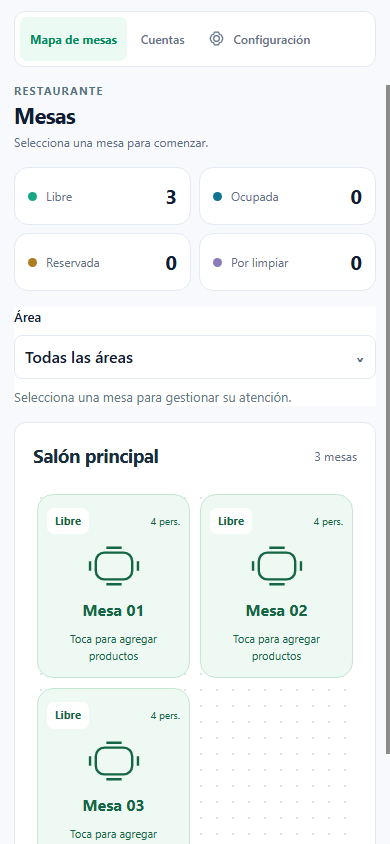 Mapa de mesas Cuentas Configuración
RESTAURANTE
Mesas
Selecciona una mesa para comenzar.
Libre 3 Ocupada 0
Reservada 0 Por limpiar 0
Área
Todas las áreas
Selecciona una mesa para gestionar su atención.
Salón principal 3 mesas
Libre 4 pers. Libre 4 pers.
Mesa 01 Mesa 02
Toca para agregar Toca para agregar
productos productos
Libre 4 pers.
Mesa 03
Toca para agregar